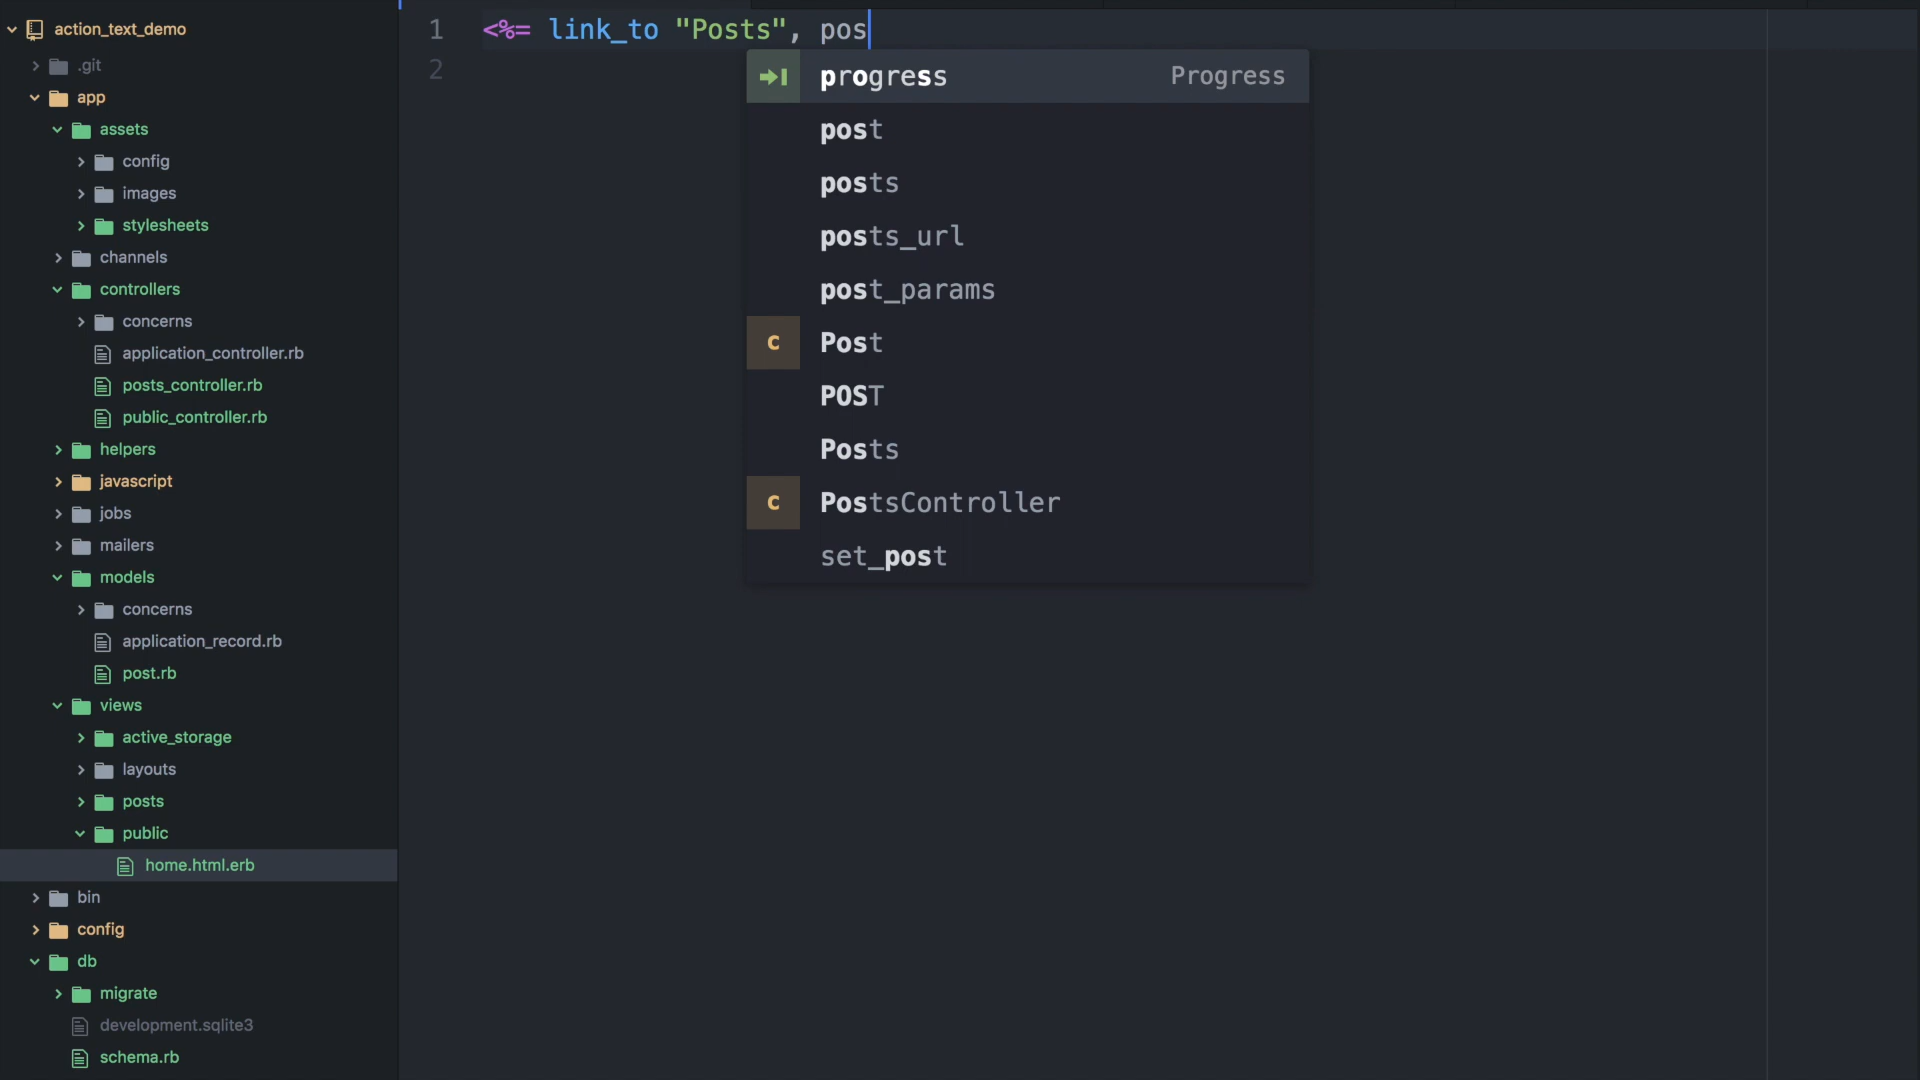 action_text_demo
.git
app
assets
config
images
stylesheets
channels
controllers
concerns
application_controller.rb
posts_controller.rb
public_controller.rb
helpers
javascript
jobs
mailers
models
concerns
application_record.rb
post.rb
views
active_storage
layouts
posts
public
home.html.erb
bin
config
db
migrate
development.sqlite3
schema.rb
1 <%= link_to "Posts", pos
2
progress Progress
post
posts
posts_url
post_params
c Post
POST
Posts
c PostsController
set_post